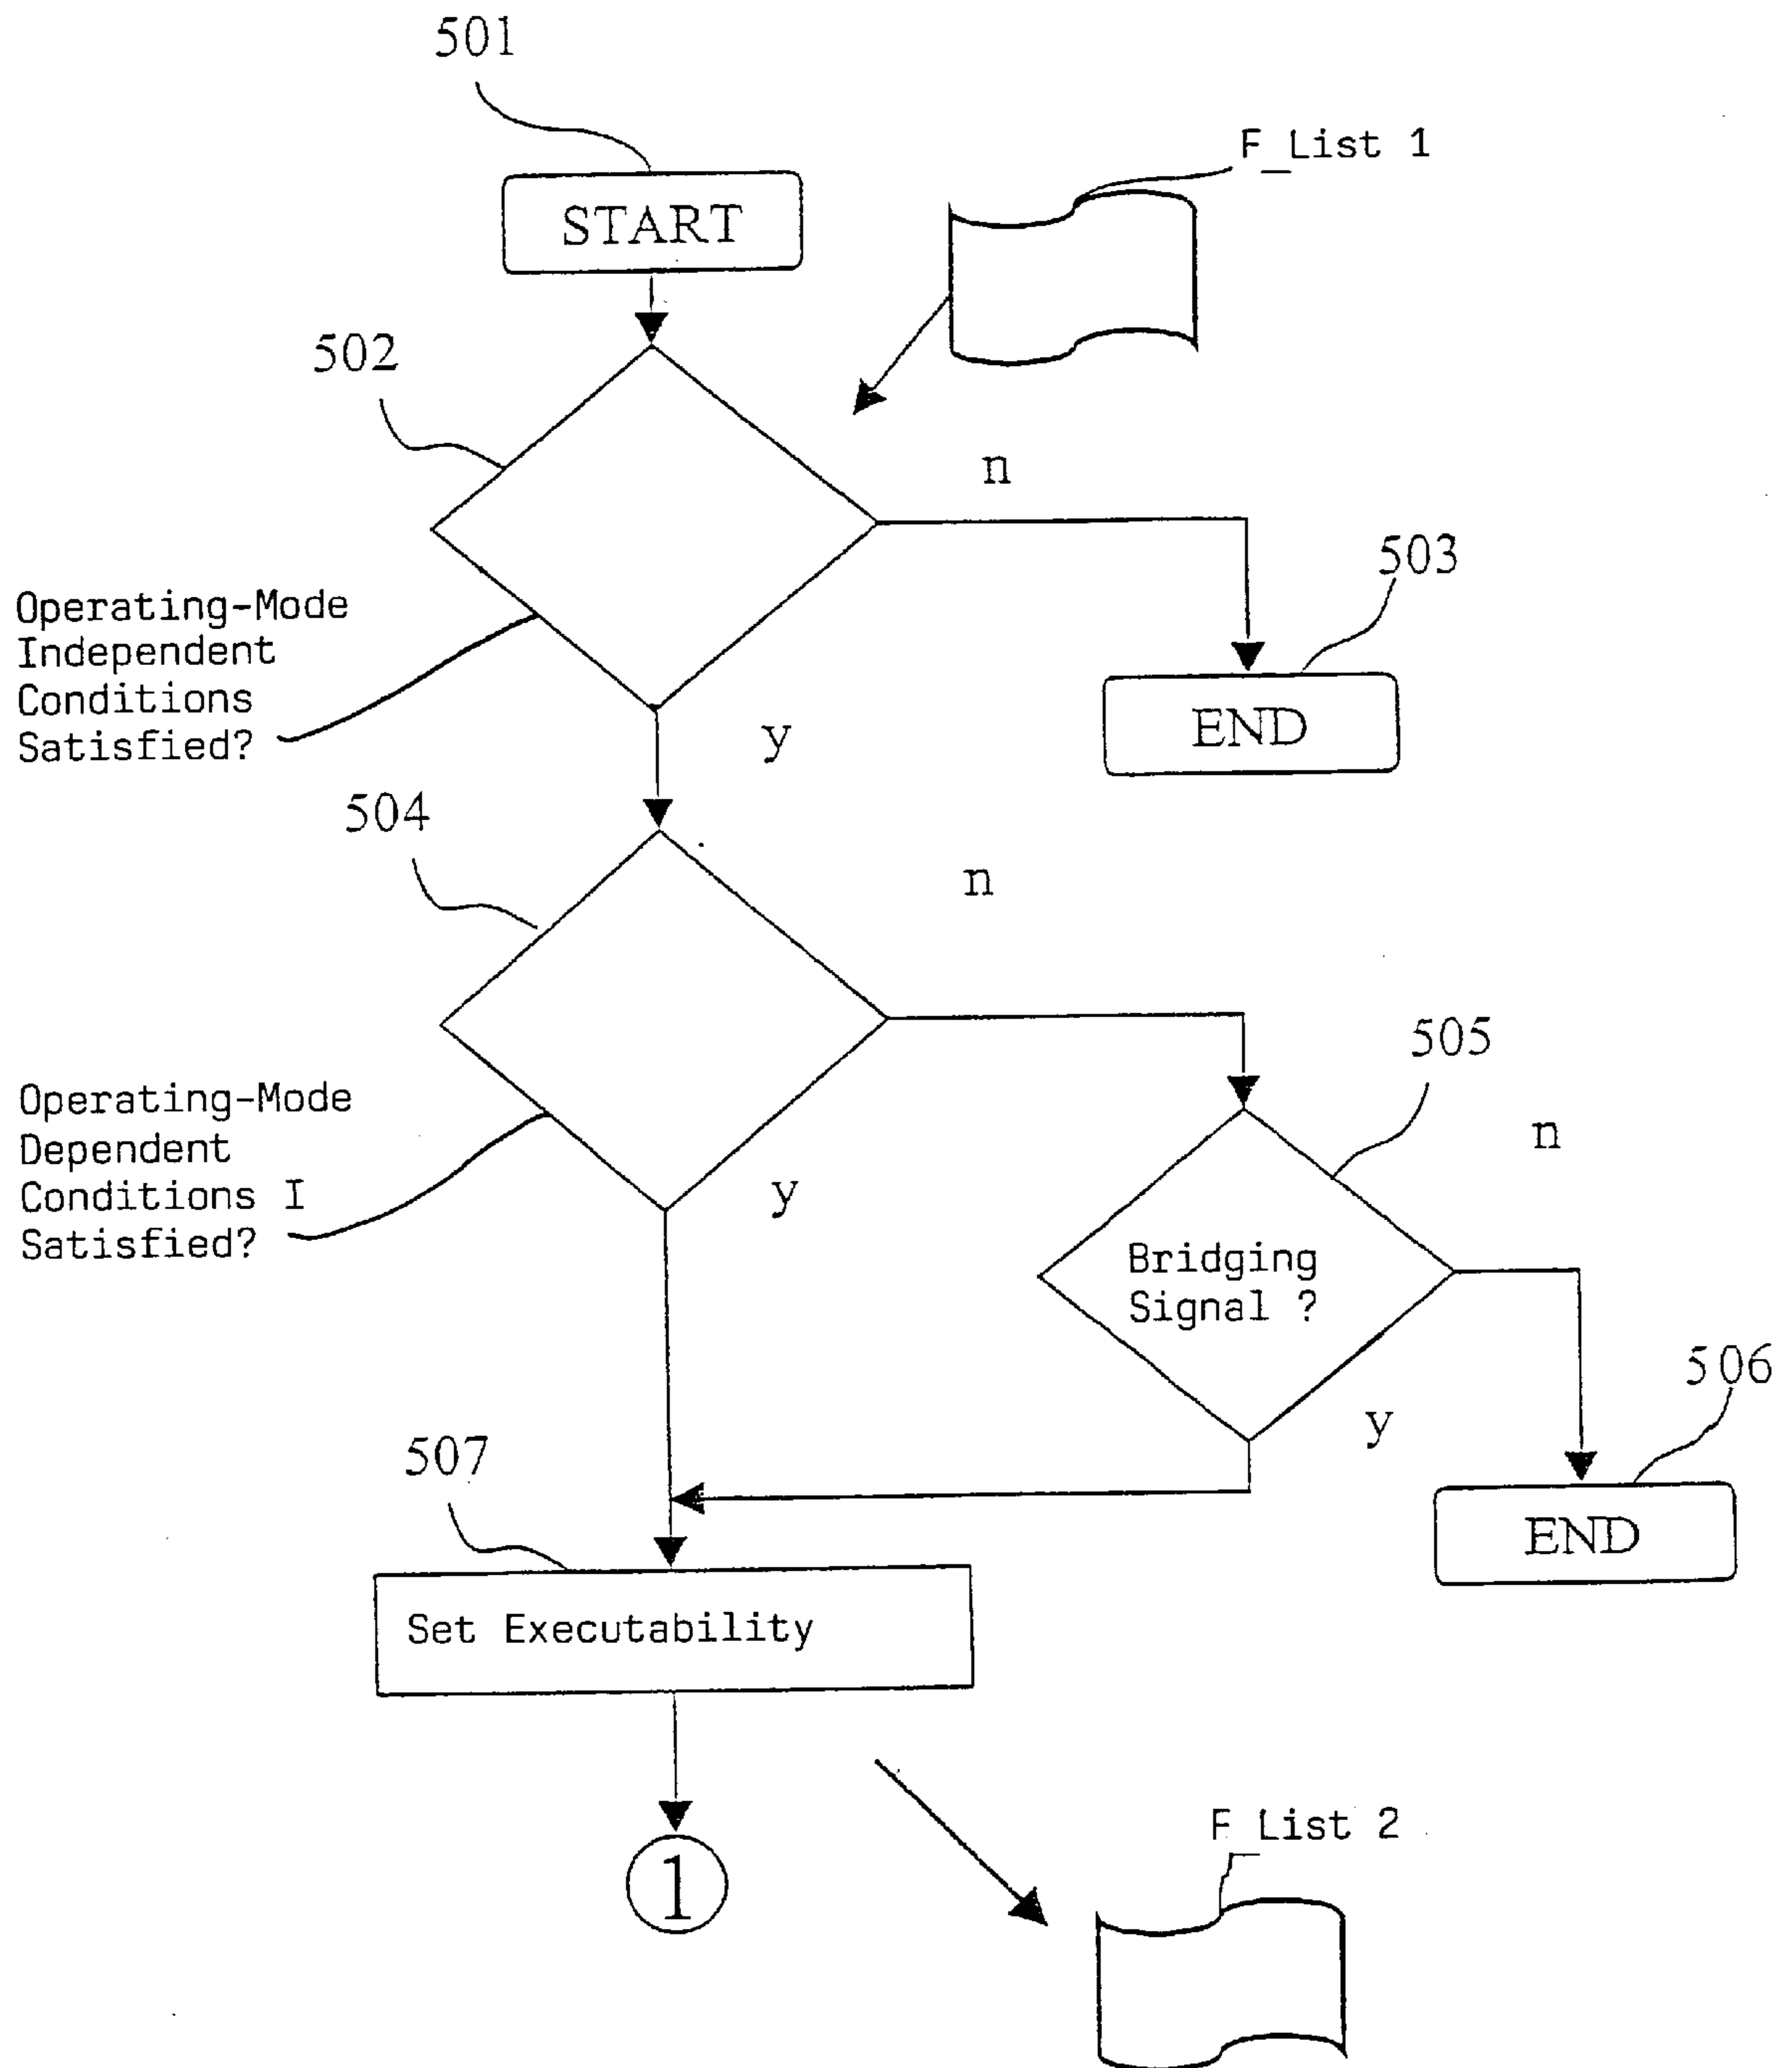 501
F_List 1
START
502
n
503
Operating-Mode
Independent
Conditions
Satisfied?
END
y
504
n
505
Operating-Mode
Dependent
Conditions I
Satisfied?
n
y
Bridging
Signal ?
506
y
507
END
Set Executability
F_List 2
1